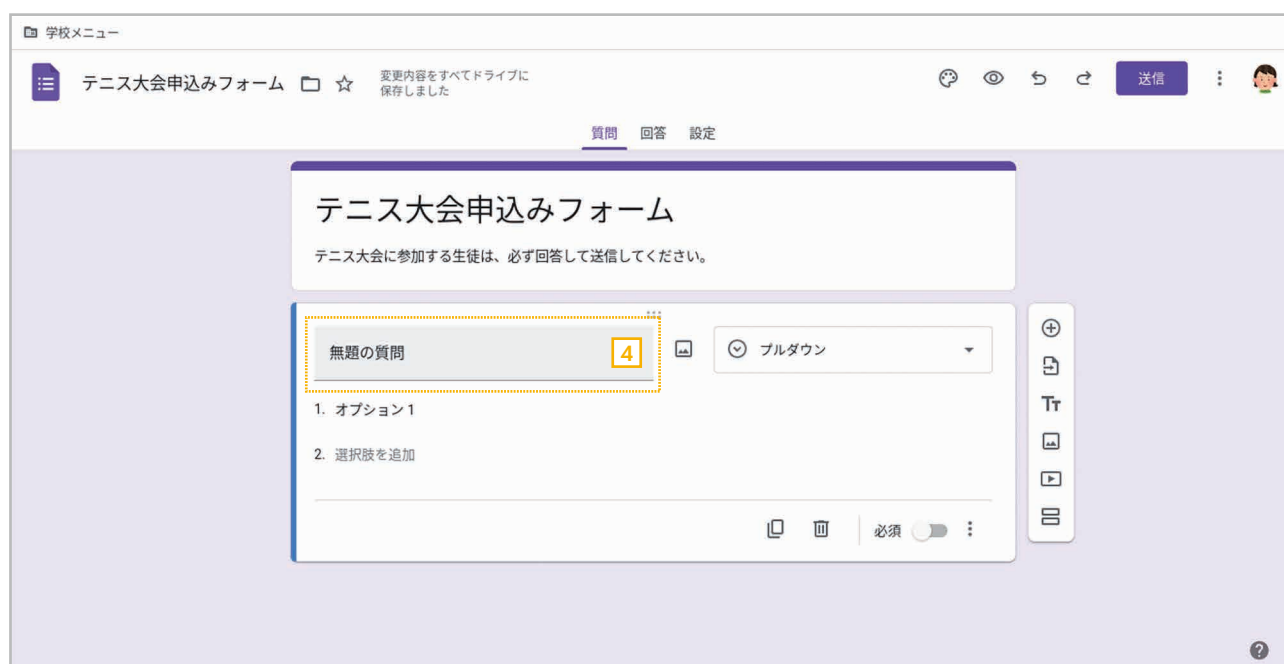 学校メニュー
テニス大会申込みフォーム
変更内容をすべてドライブに
保存しました
送信
質問 回答 設定
テニス大会申込みフォーム
テニス大会に参加する生徒は、必ず回答して送信してください。
無題の質問
4
プルダウン
1. オプション 1
2. 選択肢を追加
Tт
必須